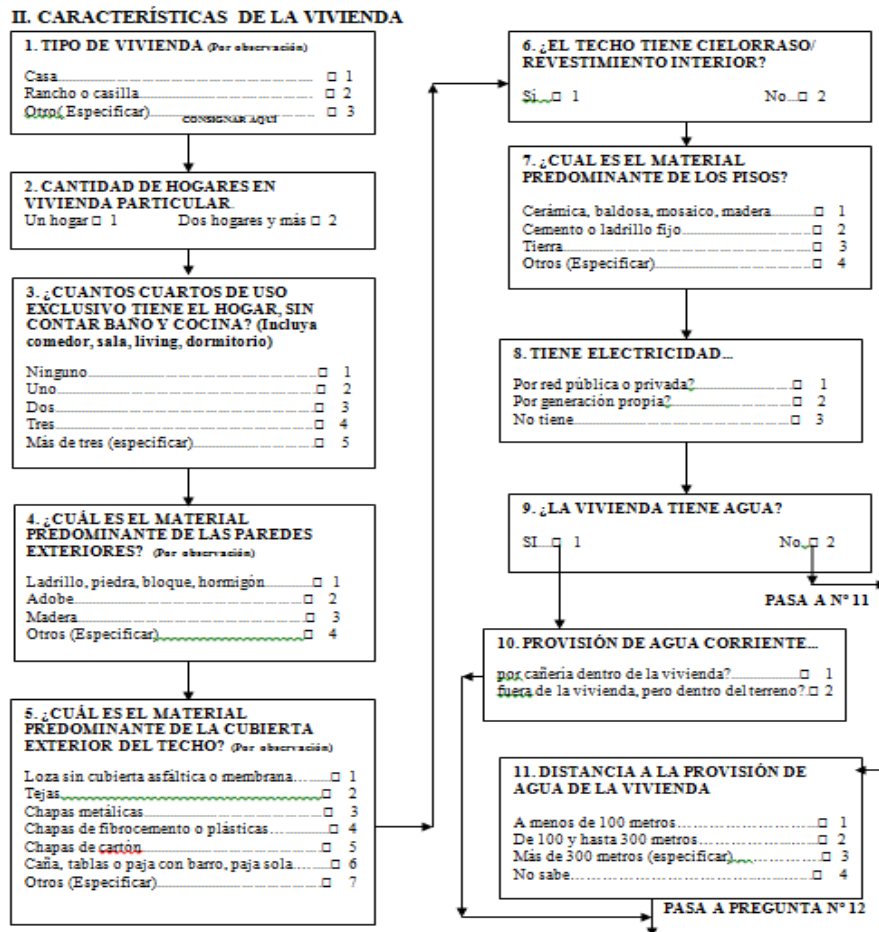 II. CARACTERÍSTICAS DE LA VIVIENDA
1. TIPO DE VIVIENDA (Por observación)
Casa □ 1
Rancho o casilla □ 2
Otro( Especificar) □ 3
CONSIGNAR AQUÍ
2. CANTIDAD DE HOGARES EN
VIVIENDA PARTICULAR.
Un hogar □ 1 Dos hogares y más □ 2
3. ¿CUANTOS CUARTOS DE USO
EXCLUSIVO TIENE EL HOGAR, SIN
CONTAR BAÑO Y COCINA? (Incluya
comedor, sala, living, dormitorio)
Ninguno □ 1
Uno □ 2
Dos □ 3
Tres □ 4
Más de tres (especificar) □ 5
4. ¿CUÁL ES EL MATERIAL
PREDOMINANTE DE LAS PAREDES
EXTERIORES? (Por observación)
Ladrillo, piedra, bloque, hormigón □ 1
Adobe □ 2
Madera □ 3
Otros (Especificar) □ 4
5. ¿CUÁL ES EL MATERIAL
PREDOMINANTE DE LA CUBIERTA
EXTERIOR DEL TECHO? (Por observación)
Loza sin cubierta asfáltica o membrana □ 1
Tejas □ 2
Chapas metálicas □ 3
Chapas de fibrocemento o plásticas □ 4
Chapas de cartón □ 5
Caña, tablas o paja con barro, paja sola □ 6
Otros (Especificar) □ 7
6. ¿EL TECHO TIENE CIELORRASO/
REVESTIMIENTO INTERIOR?
Si □ 1 No □ 2
7. ¿CUAL ES EL MATERIAL
PREDOMINANTE DE LOS PISOS?
Cerámica, baldosa, mosaico, madera □ 1
Cemento o ladrillo fijo □ 2
Tierra □ 3
Otros (Especificar) □ 4
8. TIENE ELECTRICIDAD...
Por red pública o privada? □ 1
Por generación propia? □ 2
No tiene □ 3
9. ¿LA VIVIENDA TIENE AGUA?
SI □ 1 No □ 2
PASA A Nº 11
10. PROVISIÓN DE AGUA CORRIENTE...
por cañería dentro de la vivienda? □ 1
fuera de la vivienda, pero dentro del terreno? □ 2
11. DISTANCIA A LA PROVISIÓN DE
AGUA DE LA VIVIENDA
A menos de 100 metros □ 1
De 100 y hasta 300 metros □ 2
Más de 300 metros (especificar) □ 3
No sabe □ 4
PASA A PREGUNTA Nº 12